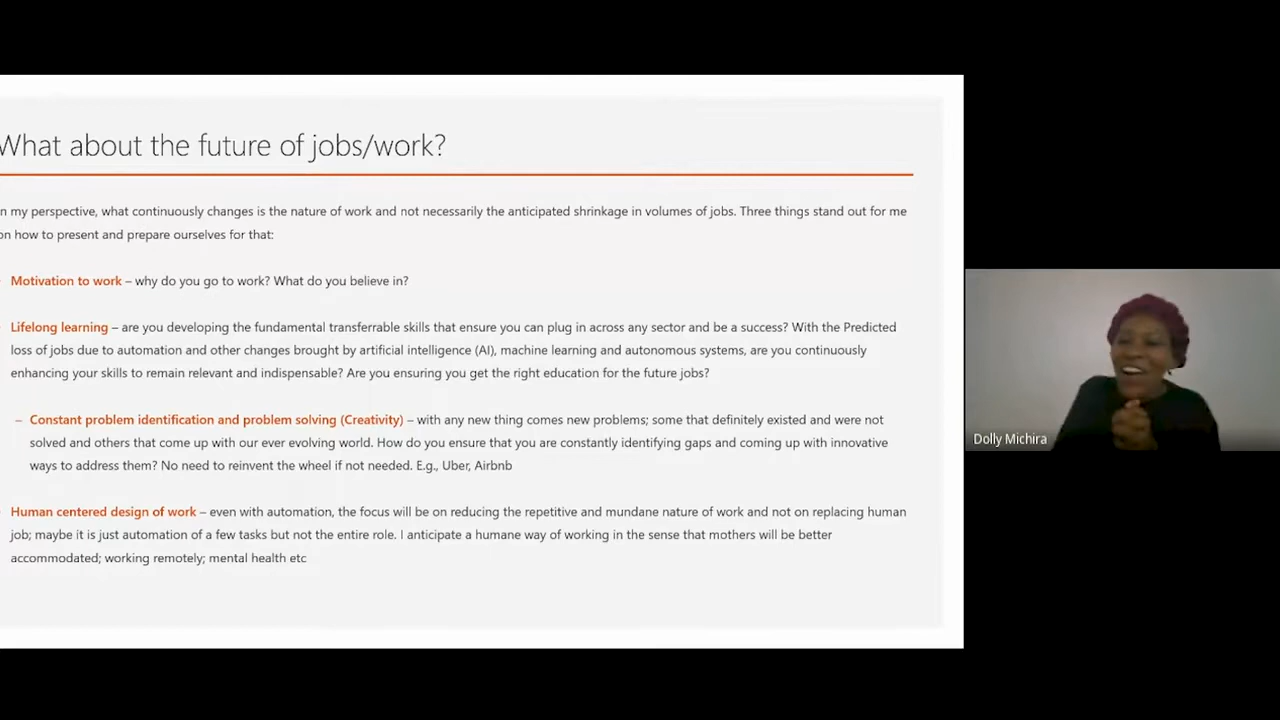 What about the future of jobs/work?
n my perspective, what continuously changes is the nature of work and not necessarily the anticipated shrinkage in volumes of jobs. Three things stand out for me
on how to present and prepare ourselves for that:
Motivation to work – why do you go to work? What do you believe in?
Lifelong learning – are you developing the fundamental transferrable skills that ensure you can plug in across any sector and be a success? With the Predicted
loss of jobs due to automation and other changes brought by artificial intelligence (AI), machine learning and autonomous systems, are you continuously
enhancing your skills to remain relevant and indispensable? Are you ensuring you get the right education for the future jobs?
– Constant problem identification and problem solving (Creativity) – with any new thing comes new problems; some that definitely existed and were not
solved and others that come up with our ever evolving world. How do you ensure that you are constantly identifying gaps and coming up with innovative
ways to address them? No need to reinvent the wheel if not needed. E.g., Uber, Airbnb
Human centered design of work – even with automation, the focus will be on reducing the repetitive and mundane nature of work and not on replacing human
job; maybe it is just automation of a few tasks but not the entire role. I anticipate a humane way of working in the sense that mothers will be better
accommodated; working remotely; mental health etc
Dolly Michira